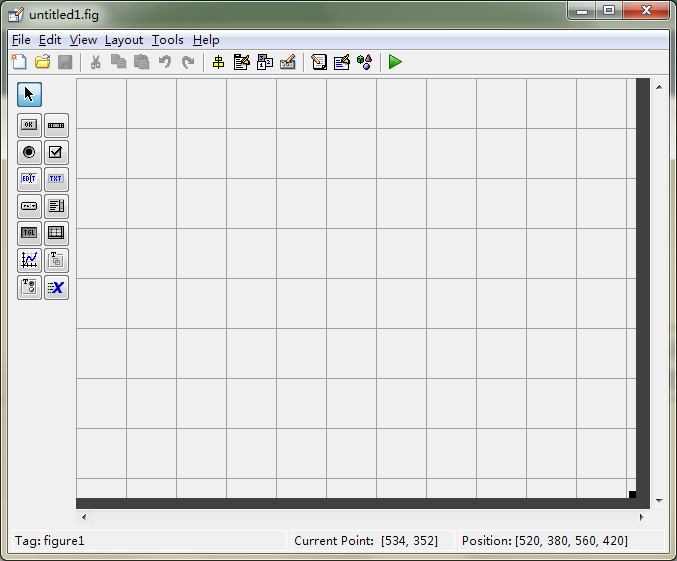 untitled1.fig
File Edit View Layout Tools Help
OK
EDIT TXT
TGL
T
T
X
Tag: figure1 Current Point: [534, 352] Position: [520, 380, 560, 420]